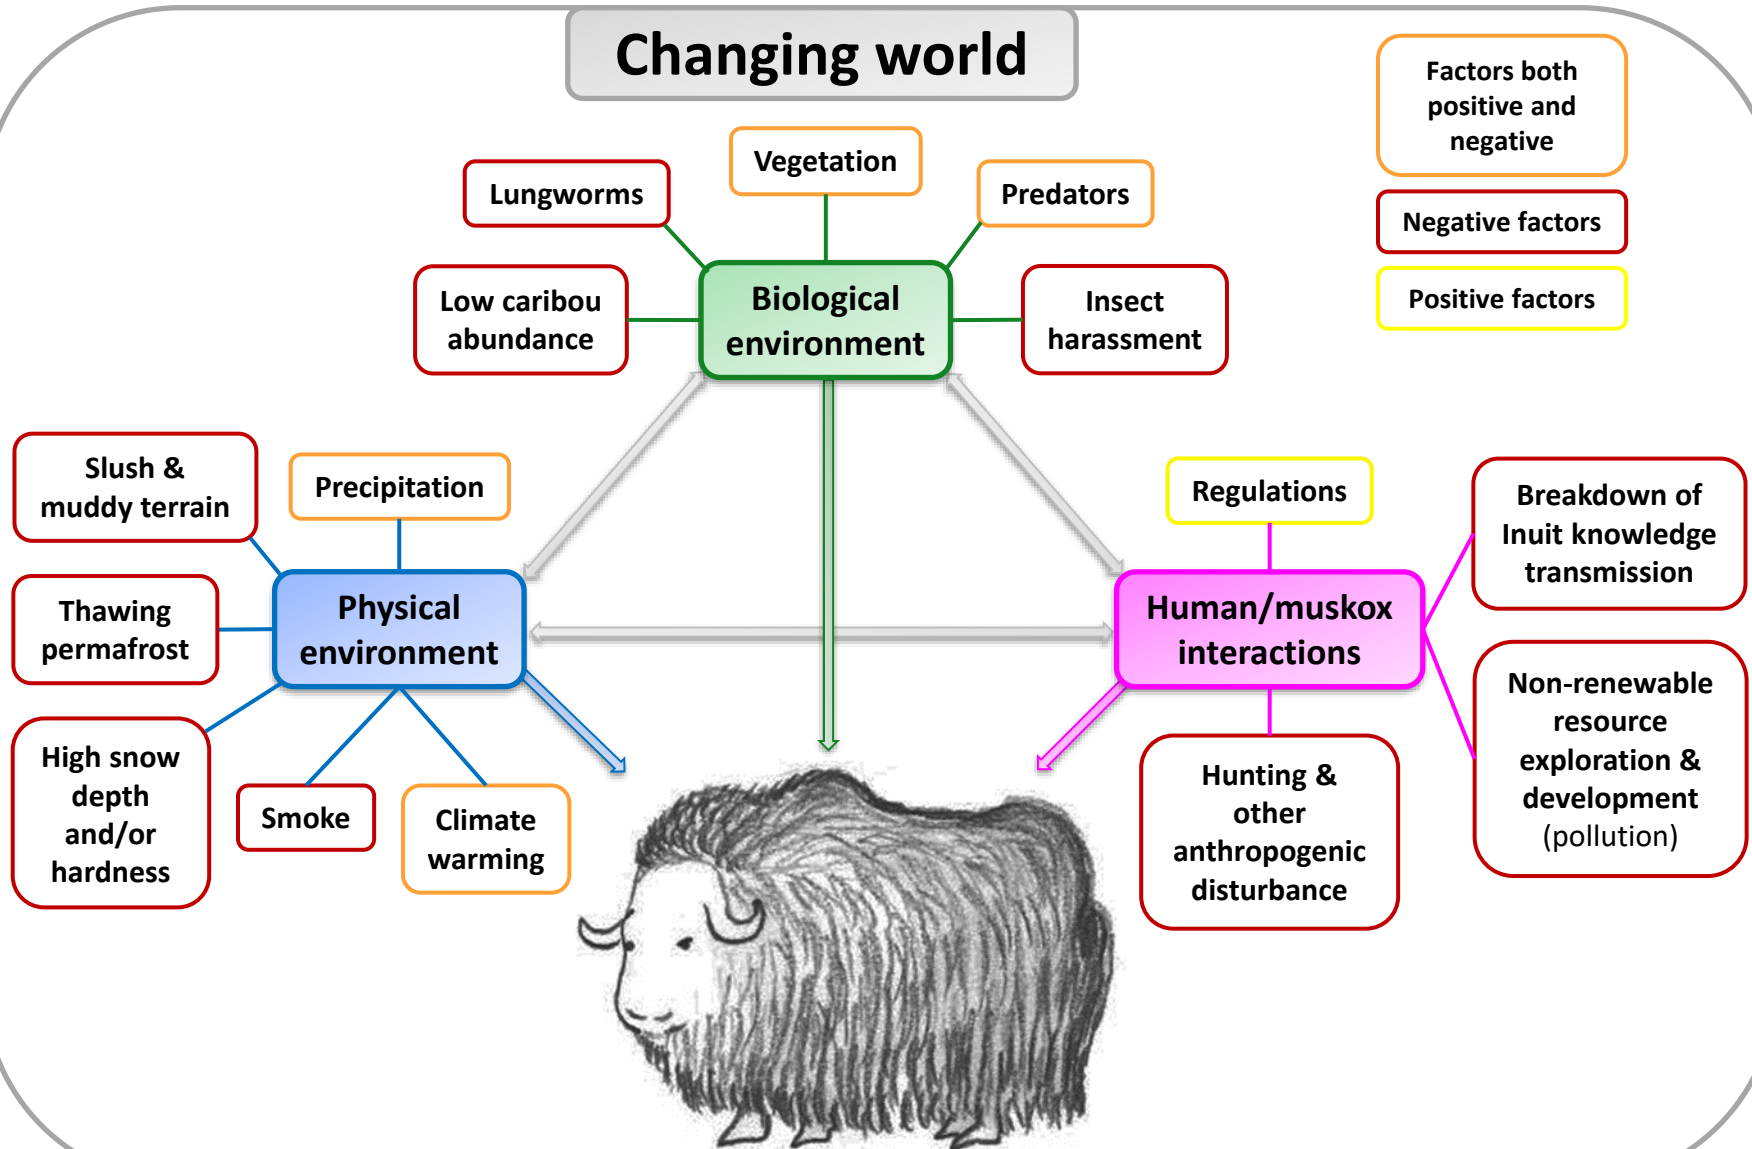 Changing world
Factors both
positive and
negative
Negative factors
Positive factors
Vegetation
Lungworms
Predators
Low caribou
abundance
Biological
environment
Insect
harassment
Slush &
muddy terrain
Precipitation
Thawing
permafrost
Physical
environment
High snow
depth
and/or
hardness
Smoke
Climate
warming
Regulations
Human/muskox
interactions
Breakdown of
Inuit knowledge
transmission
Non-renewable
resource
exploration &
development
(pollution)
Hunting &
other
anthropogenic
disturbance